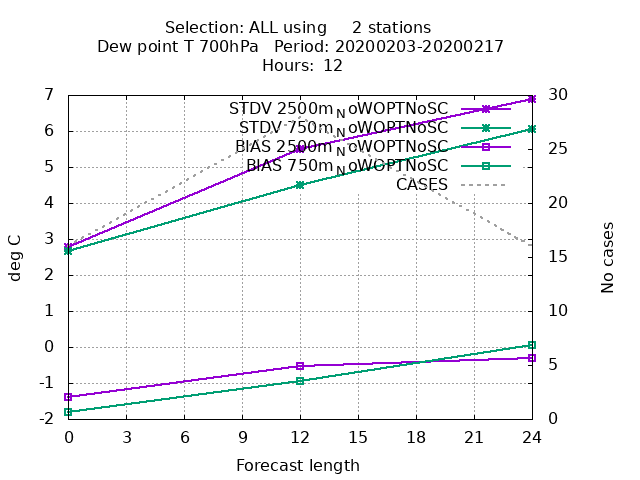 Selection: ALL using     2 stations
Dew point T 700hPa   Period: 20200203-20200217
Hours: 12
7 30
STDV 2500m_NoWOPTNoSC
STDV 750m_NoWOPTNoSC
6
BIAS 2500m_NoWOPTNoSC
25
BIAS 750m_NoWOPTNoSC
5
CASES
4 20
3
15
2
1 10
0
5
-1
-2 0
deg C
No cases
0 3 6 9 12 15 18 21 24
Forecast length